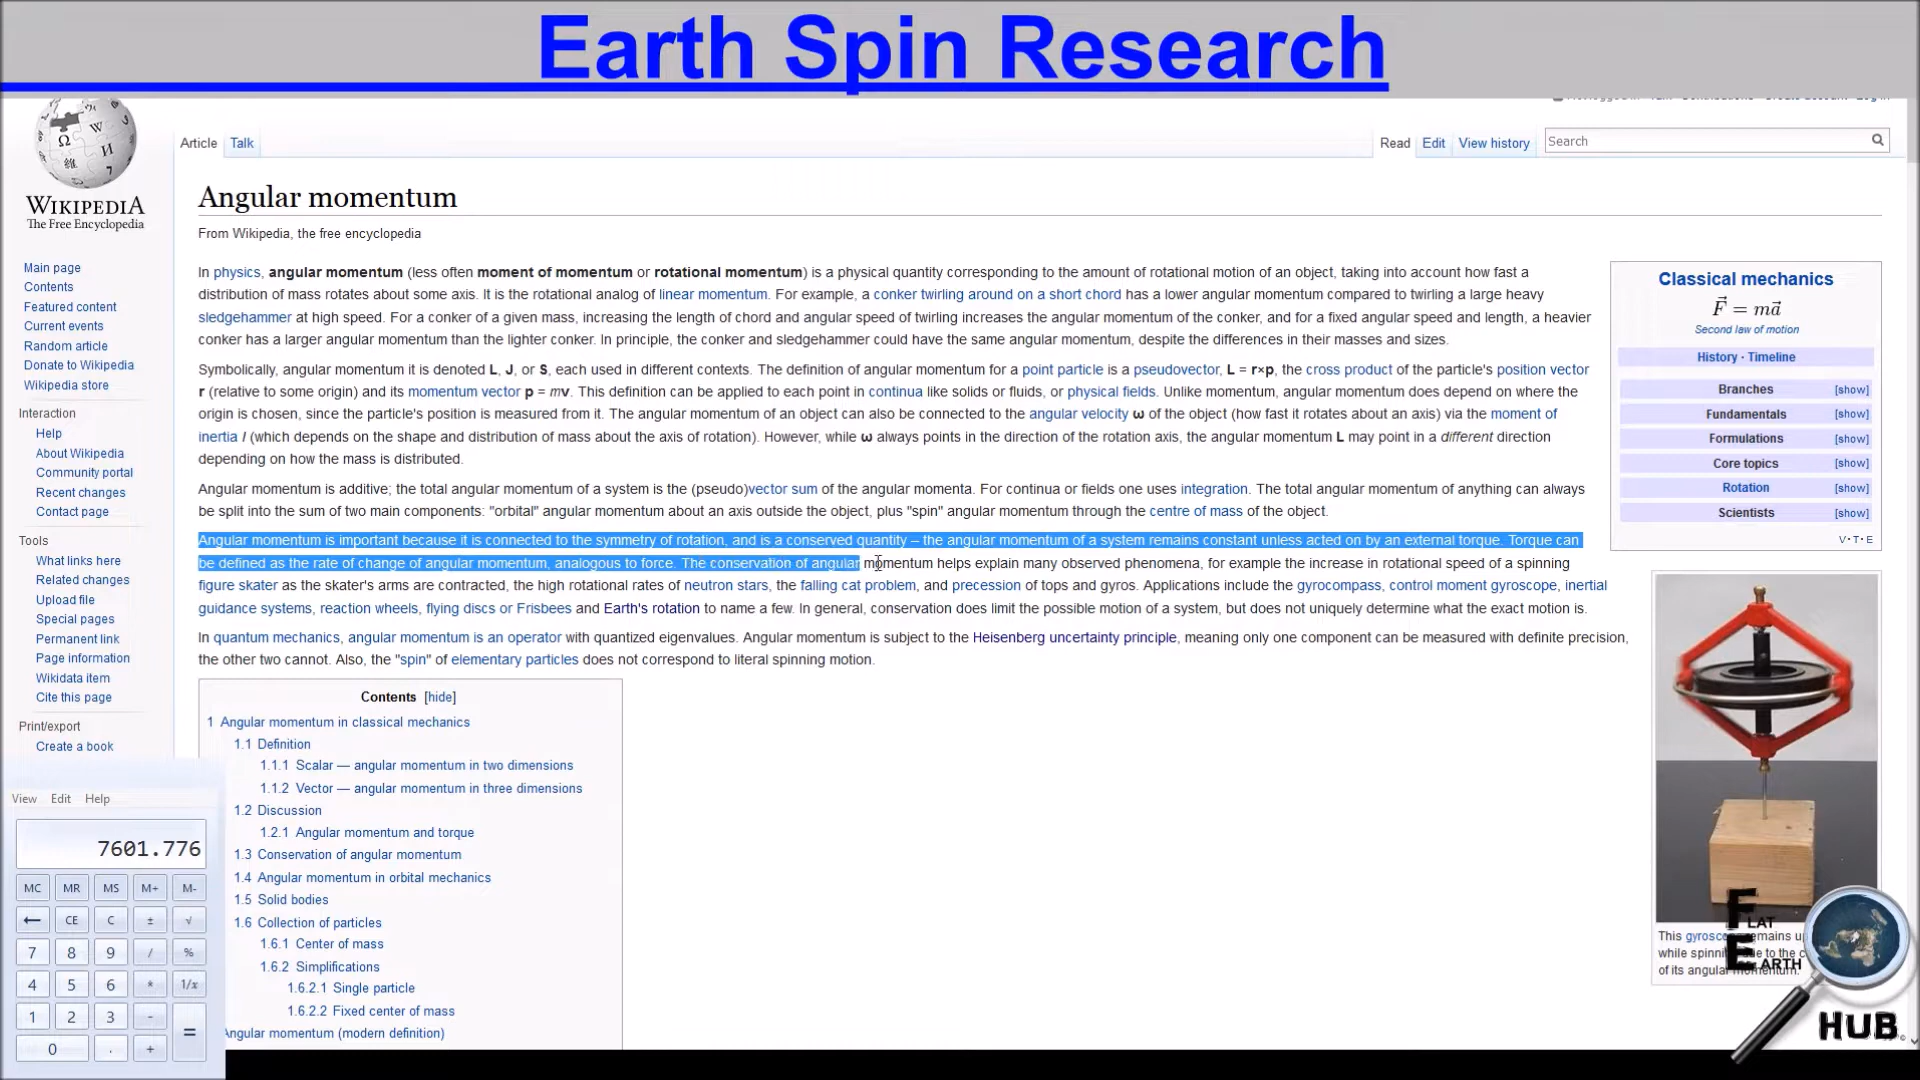 Earth Spin Research
WIKIPEDIA
The Free Encyclopedia
Main page
Contents
Featured content
Current events
Random article
Donate to Wikipedia
Wikipedia store
Interaction
Help
About Wikipedia
Community portal
Recent changes
Contact page
Tools
What links here
Related changes
Upload file
Special pages
Permanent link
Page information
Wikidata item
Cite this page
Print/export
Create a book
Article Talk
Read Edit View history Search
Angular momentum
From Wikipedia, the free encyclopedia
In physics, angular momentum (less often moment of momentum or rotational momentum) is a physical quantity corresponding to the amount of rotational motion of an object, taking into account how fast a
distribution of mass rotates about some axis. It is the rotational analog of linear momentum. For example, a conker twirling around on a short chord has a lower angular momentum compared to twirling a large heavy
sledgehammer at high speed. For a conker of a given mass, increasing the length of chord and angular speed of twirling increases the angular momentum of the conker, and for a fixed angular speed and length, a heavier
conker has a larger angular momentum than the lighter conker. In principle, the conker and sledgehammer could have the same angular momentum, despite the differences in their masses and sizes.
Symbolically, angular momentum it is denoted L, J, or S, each used in different contexts. The definition of angular momentum for a point particle is a pseudovector, L = r×p, the cross product of the particle's position vector
r (relative to some origin) and its momentum vector p = mv. This definition can be applied to each point in continua like solids or fluids, or physical fields. Unlike momentum, angular momentum does depend on where the
origin is chosen, since the particle's position is measured from it. The angular momentum of an object can also be connected to the angular velocity ω of the object (how fast it rotates about an axis) via the moment of
inertia I (which depends on the shape and distribution of mass about the axis of rotation). However, while ω always points in the direction of the rotation axis, the angular momentum L may point in a different direction
depending on how the mass is distributed.
Angular momentum is additive; the total angular momentum of a system is the (pseudo)vector sum of the angular momenta. For continua or fields one uses integration. The total angular momentum of anything can always
be split into the sum of two main components: "orbital" angular momentum about an axis outside the object, plus "spin" angular momentum through the centre of mass of the object.
Angular momentum is important because it is connected to the symmetry of rotation, and is a conserved quantity – the angular momentum of a system remains constant unless acted on by an external torque. Torque can
be defined as the rate of change of angular momentum, analogous to force. The conservation of angular momentum helps explain many observed phenomena, for example the increase in rotational speed of a spinning
figure skater as the skater's arms are contracted, the high rotational rates of neutron stars, the falling cat problem, and precession of tops and gyros. Applications include the gyrocompass, control moment gyroscope, inertial
guidance systems, reaction wheels, flying discs or Frisbees and Earth's rotation to name a few. In general, conservation does limit the possible motion of a system, but does not uniquely determine what the exact motion is.
In quantum mechanics, angular momentum is an operator with quantized eigenvalues. Angular momentum is subject to the Heisenberg uncertainty principle, meaning only one component can be measured with definite precision,
the other two cannot. Also, the "spin" of elementary particles does not correspond to literal spinning motion.
Contents [hide]
1 Angular momentum in classical mechanics
1.1 Definition
1.1.1 Scalar — angular momentum in two dimensions
1.1.2 Vector — angular momentum in three dimensions
1.2 Discussion
1.2.1 Angular momentum and torque
1.3 Conservation of angular momentum
1.4 Angular momentum in orbital mechanics
1.5 Solid bodies
1.6 Collection of particles
1.6.1 Center of mass
1.6.2 Simplifications
1.6.2.1 Single particle
1.6.2.2 Fixed center of mass
Angular momentum (modern definition)
Classical mechanics
F⃗ = ma⃗
Second law of motion
History · Timeline
Branches [show]
Fundamentals [show]
Formulations [show]
Core topics [show]
Rotation [show]
Scientists [show]
V · T · E
This
while
of its angular momentum.
FLAT
EARTH
HUB
View Edit Help
7601.776
MC MR MS M+ M-
← CE C ± √
7 8 9 / %
4 5 6 * 1/x
1 2 3 - =
0 . +